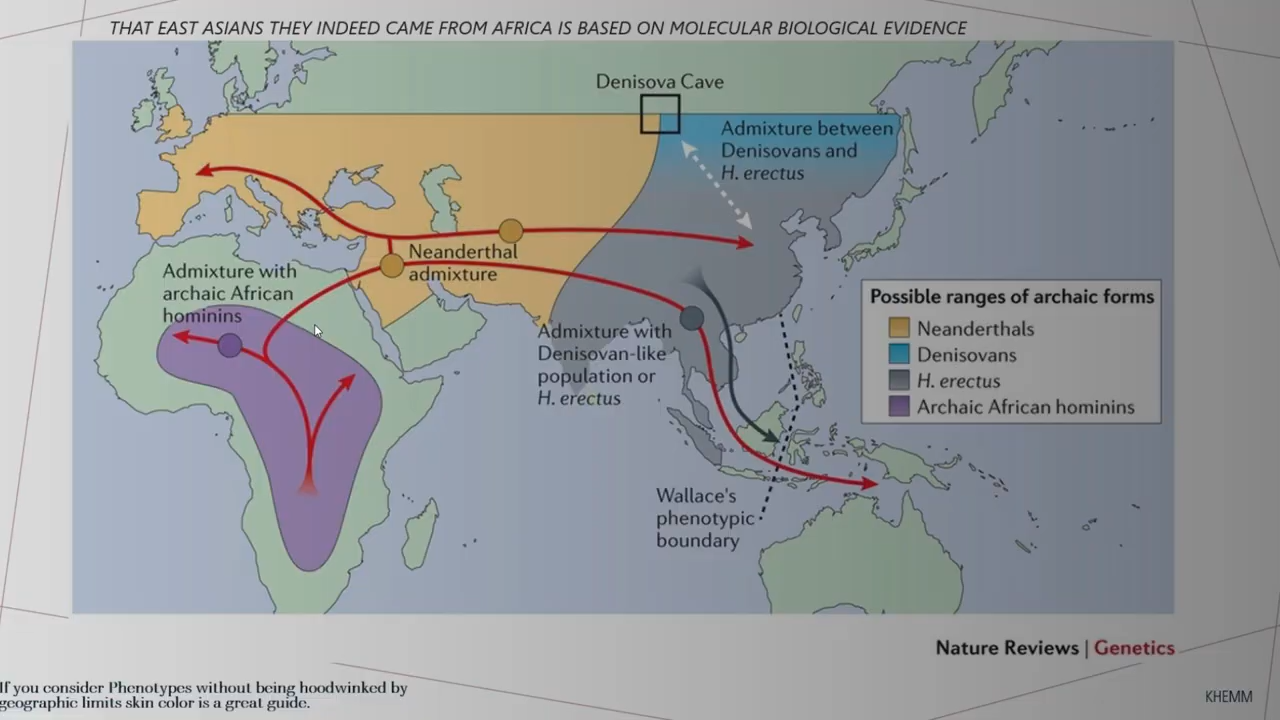 THAT EAST ASIANS THEY INDEED CAME FROM AFRICA IS BASED ON MOLECULAR BIOLOGICAL EVIDENCE
Denisova Cave
Admixture between
Denisovans and
H. erectus
Neanderthal
admixture
Admixture with
archaic African
hominins
Admixture with
Denisovan-like
population or
H. erectus
Possible ranges of archaic forms
Neanderthals
Denisovans
H. erectus
Archaic African hominins
Wallace's
phenotypic
boundary
Nature Reviews | Genetics
If you consider Phenotypes without being hoodwinked by
geographic limits skin color is a great guide.
KHEMM